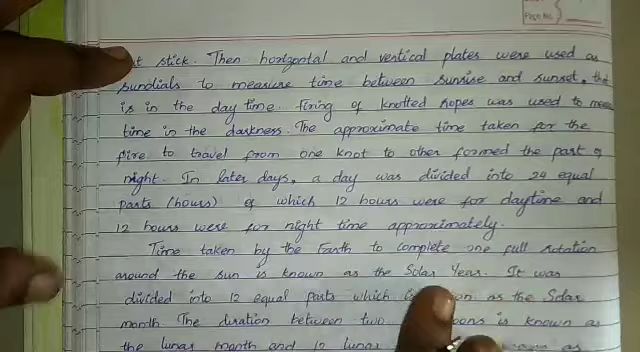 Page No.
stick. Then horizontal and vertical plates were used as
sundials to measure time between sunrise and sunset, that
is in the day time. Firing of knotted ropes was used to
time in the darkness. The approximate time taken for the
fire to travel from one knot to other formed the part of
night. In later days, a day was divided into 24 equal
parts (hours) of which 12 hours were for daytime and
12 hours were for night time approximately.
Time taken by the Earth to complete one full rotation
around the sun is known as the Solar Year. It was
divided into 12 equal parts which as the Solar
month The duration between two is known as
the lunar month and 12 lunar as